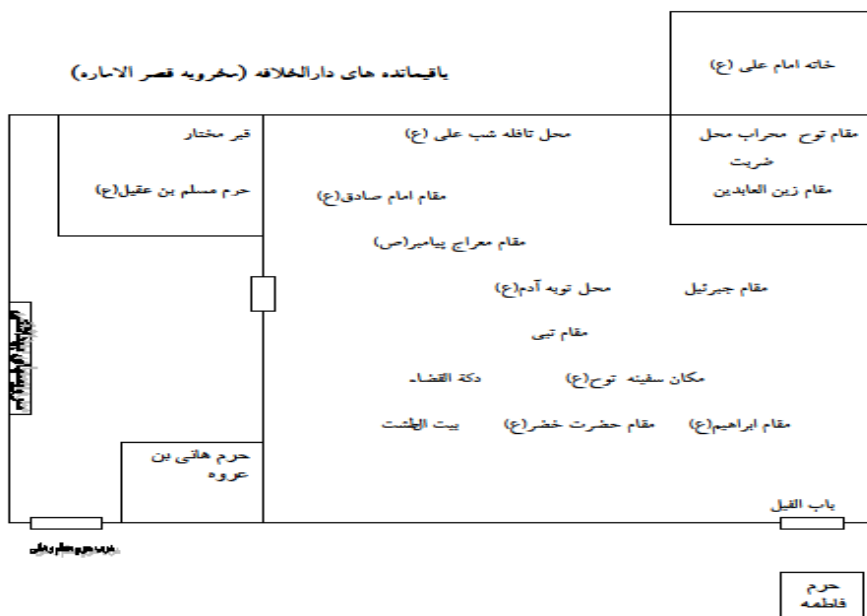 باقیمانده های دارالخلافه (مخروبه قصر الاماره)
خانه امام علی (ع)
مقام نوح محراب محل
ضربت
مقام زین العابدین
محل نافله شب علی (ع)
قبر مختار
حرم مسلم بن عقیل(ع)
مقام امام صادق(ع)
مقام معراج پیامبر(ص)
مقام جبرئیل
محل توبه آدم(ع)
مقام نبی
مکان سفینه نوح(ع)
دکة القضاء
مقام ابراهیم(ع)
مقام حضرت خضر(ع)
بیت الطشت
حرم هانی بن
عروه
باب الفیل
حرم
فاطمه